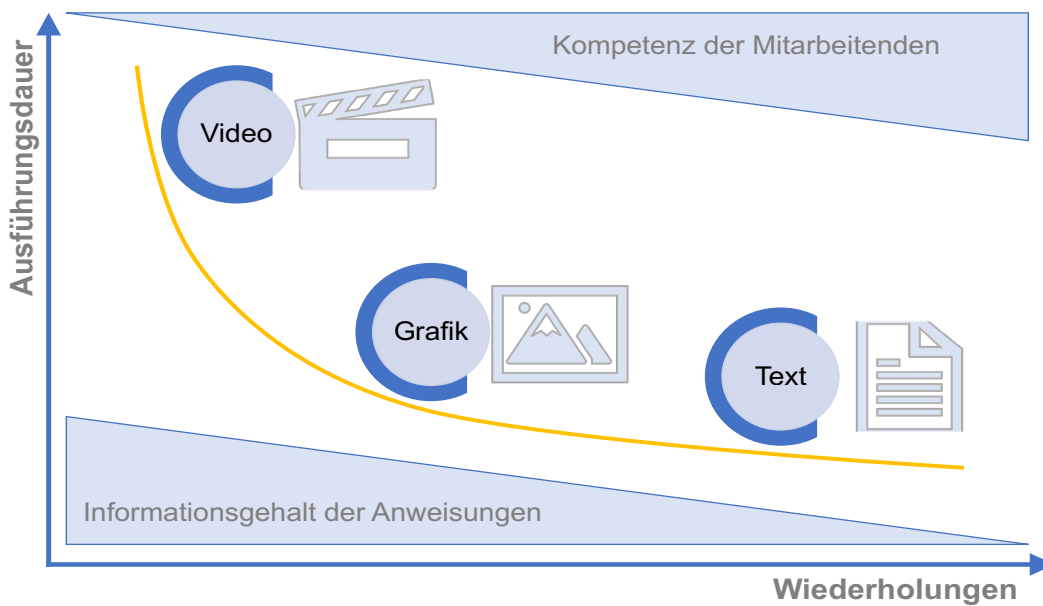 Kompetenz der Mitarbeitenden
Ausführungsdauer
Video
Grafik
Text
Informationsgehalt der Anweisungen
Wiederholungen